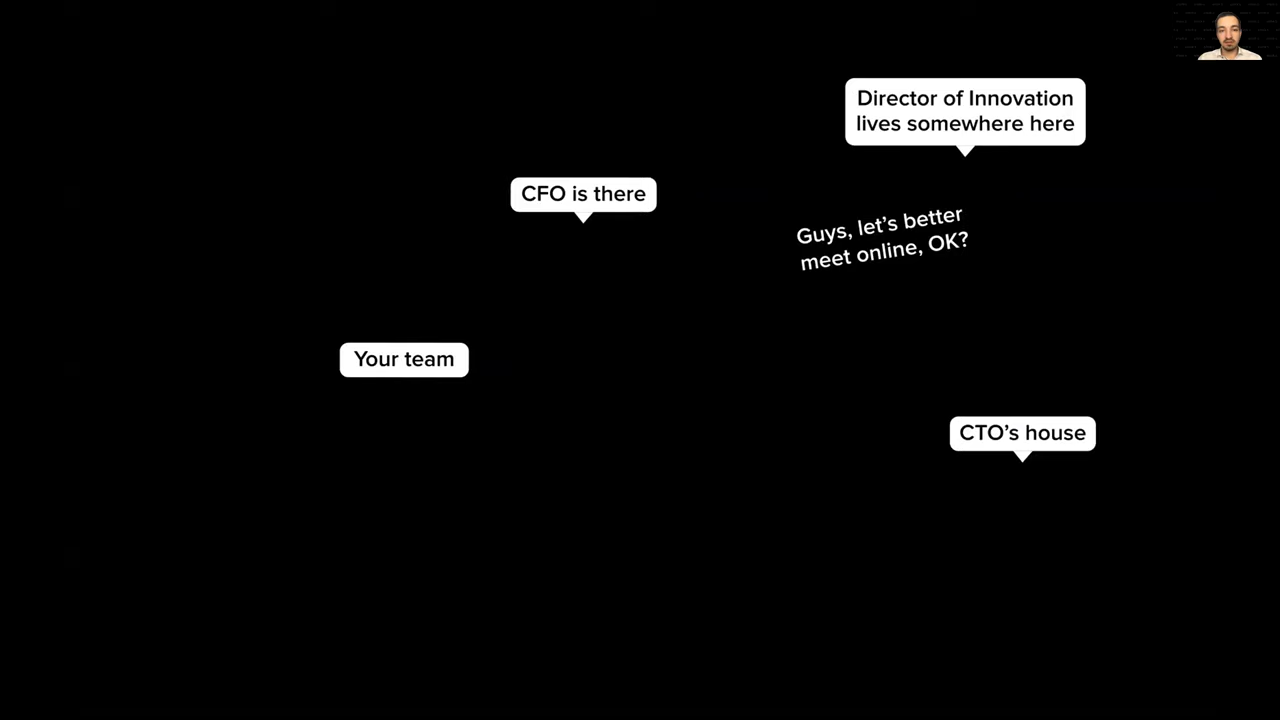 Director of Innovation
lives somewhere here
CFO is there
Guys, let’s better
meet online, OK?
Your team
CTO’s house